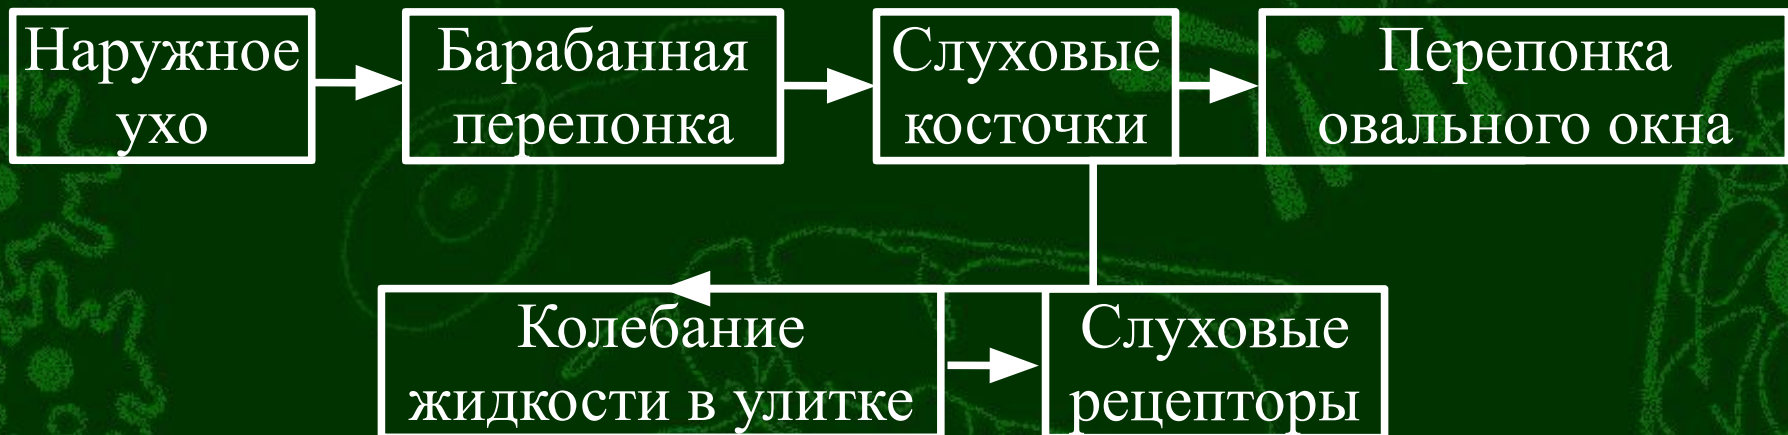 Наружное
ухо
Барабанная
перепонка
Слуховые
косточки
Перепонка
овального окна
Колебание
жидкости в улитке
Слуховые
рецепторы